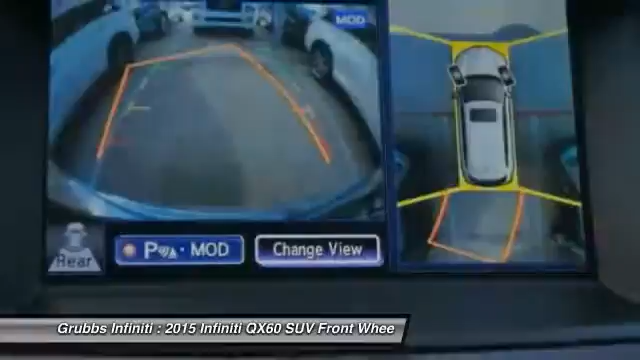 MOD
Rear
P · MOD
Change View
Grubbs Infiniti : 2015 Infiniti QX60 SUV Front Whee